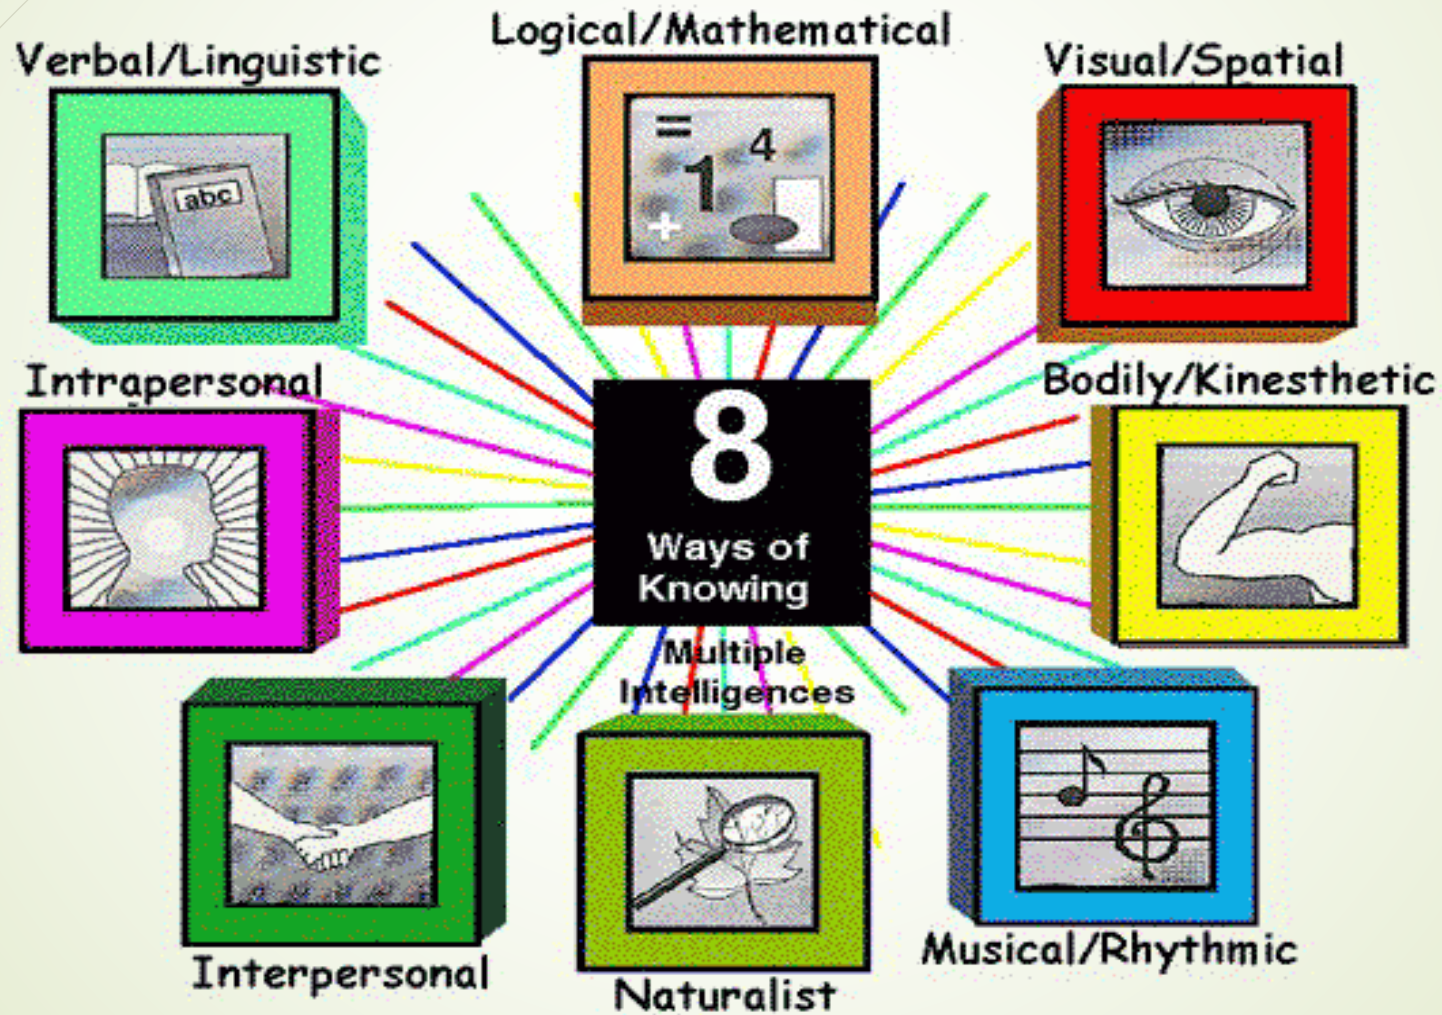 Logical/Mathematical
Verbal/Linguistic
Visual/Spatial
= 4
1
+
abc
Intrapersonal
Bodily/Kinesthetic
8
Ways of
Knowing
Multiple
Intelligences
Interpersonal
Naturalist
Musical/Rhythmic